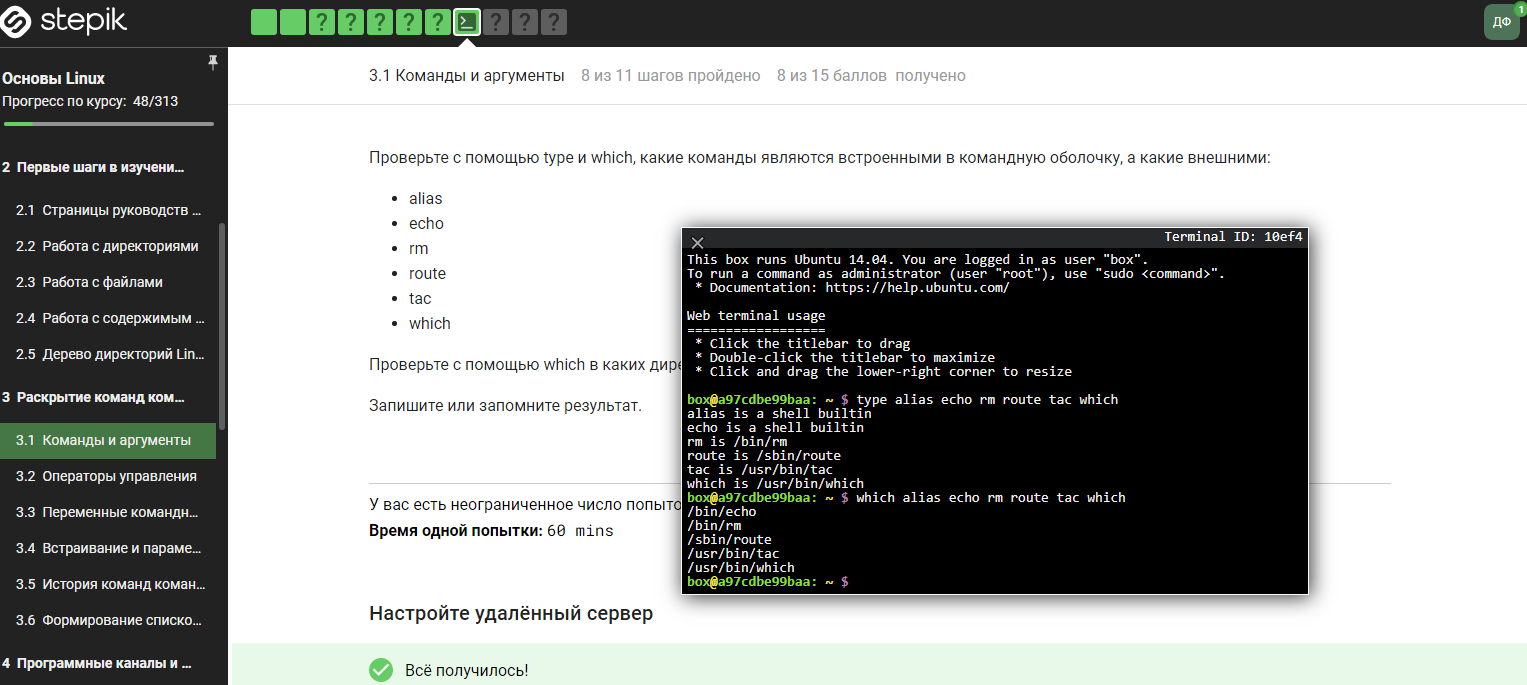 stepik
? ? ? ? ? >_ ? ? ?
ДФ
1
Основы Linux
Прогресс по курсу: 48/313
2 Первые шаги в изучени...
2.1 Страницы руководств ...
2.2 Работа с директориями
2.3 Работа с файлами
2.4 Работа с содержимым ...
2.5 Дерево директорий Lin...
3 Раскрытие команд ком...
3.1 Команды и аргументы
3.2 Операторы управления
3.3 Переменные командн...
3.4 Встраивание и параме...
3.5 История команд коман...
3.6 Формирование списко...
4 Программные каналы и ...
3.1 Команды и аргументы 8 из 11 шагов пройдено 8 из 15 баллов получено
Проверьте с помощью type и which, какие команды являются встроенными в командную оболочку, а какие внешними:
• alias
• echo
• rm
• route
• tac
• which
Проверьте с помощью which в каких дире
Запишите или запомните результат.
У вас есть неограниченное число попыто
Время одной попытки: 60 mins
Terminal ID: 10ef4
This box runs Ubuntu 14.04. You are logged in as user "box".
To run a command as administrator (user "root"), use "sudo <command>".
* Documentation: https://help.ubuntu.com/
Web terminal usage
==================
* Click the titlebar to drag
* Double-click the titlebar to maximize
* Click and drag the lower-right corner to resize
box@a97cdbe99baa: ~ $ type alias echo rm route tac which
alias is a shell builtin
echo is a shell builtin
rm is /bin/rm
route is /sbin/route
tac is /usr/bin/tac
which is /usr/bin/which
box@a97cdbe99baa: ~ $ which alias echo rm route tac which
/bin/echo
/bin/rm
/sbin/route
/usr/bin/tac
/usr/bin/which
box@a97cdbe99baa: ~ $
Настройте удалённый сервер
Всё получилось!